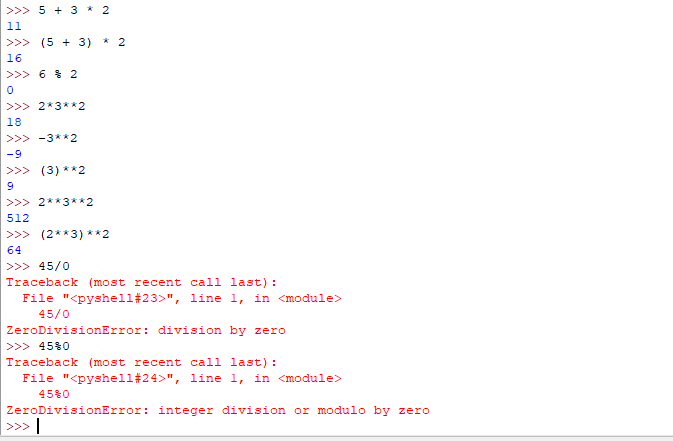 >>> 5 + 3 * 2
11
>>> (5 + 3) * 2
16
>>> 6 % 2
0
>>> 2*3**2
18
>>> -3**2
-9
>>> (3)**2
9
>>> 2**3**2
512
>>> (2**3)**2
64
>>> 45/0
Traceback (most recent call last):
  File "<pyshell#23>", line 1, in <module>
    45/0
ZeroDivisionError: division by zero
>>> 45%0
Traceback (most recent call last):
  File "<pyshell#24>", line 1, in <module>
    45%0
ZeroDivisionError: integer division or modulo by zero
>>>